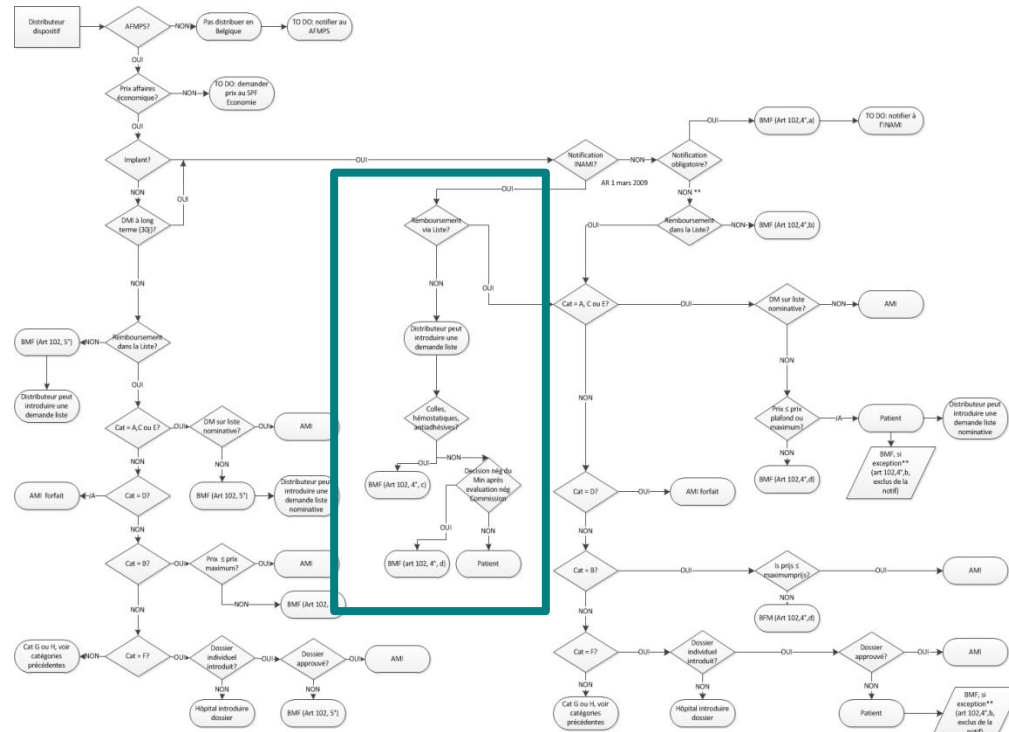 Distributeur
dispositif
AFMPS?
NON
Pas distribuer en
Belgique
TO DO: notifier au
AFMPS
OUI
Prix affaires
économique?
NON
TO DO: demander
prix au SPF
Economie
OUI
Implant?
OUI
NON
DMI à long
terme (30j)?
OUI
NON
Remboursement
dans la Liste?
NON
BMF (Art 102, 5°)
Distributeur peut
introduire une
demande liste
OUI
Cat = A,C ou E?
OUI
DM sur liste
nominative?
OUI
AMI
NON
BMF (Art 102, 5°)
Distributeur peut
introduire une
demande liste
nominative
NON
Cat = D?
JA
AMI forfait
NON
Cat = B?
OUI
Prix ≤ prix
maximum?
OUI
AMI
NON
BMF (Art 102,
NON
Cat = F?
NON
Cat G ou H, voir
catégories
précédentes
OUI
Dossier
individuel
introduit?
OUI
Dossier
approuvé?
OUI
AMI
NON
Hôpital introduire
dossier
NON
BMF (Art 102, 5°)
Notification
INAMI?
NON
Notification
obligatoire?
OUI
BMF (Art 102,4°,a)
TO DO: notifier à
l'INAMI
AR 1 mars 2009
OUI
Remboursement
via Liste?
OUI
NON
Distributeur peut
introduire une
demande liste
Colles,
hémostatiques,
antiadhésives?
OUI
NON
BMF (Art 102, 4°, c)
Decision nég du
Min après
evaluation nég
Commission
OUI
NON
BMF (art 102, 4°, d)
Patient
NON **
Remboursement
dans la Liste?
OUI
NON
BMF (Art 102,4°,b)
Cat = A, C ou E?
OUI
DM sur liste
nominative?
NON
AMI
NON
Prix ≤ prix
plafond ou
maximum?
JA
Patient
Distributeur peut
introduire une
demande liste
nominative
BMF, si
exception**
(art 102,4°,b,
exclus de la
notif)
NON
BMF (Art 102,4°,d)
NON
Cat = D?
OUI
AMI forfait
NON
Cat = B?
OUI
Is prijs ≤
maximumprijs?
OUI
AMI
NON
BFM (Art 102,4°,d)
NON
Cat = F?
OUI
Dossier
individuel
introduit?
OUI
Dossier
approuvé?
OUI
AMI
NON
Cat G ou H, voir
catégories
précédentes
NON
Hôpital introduire
dossier
NON
Patient
BMF, si
exception**
(art 102,4°,b,
exclus de la
notif)